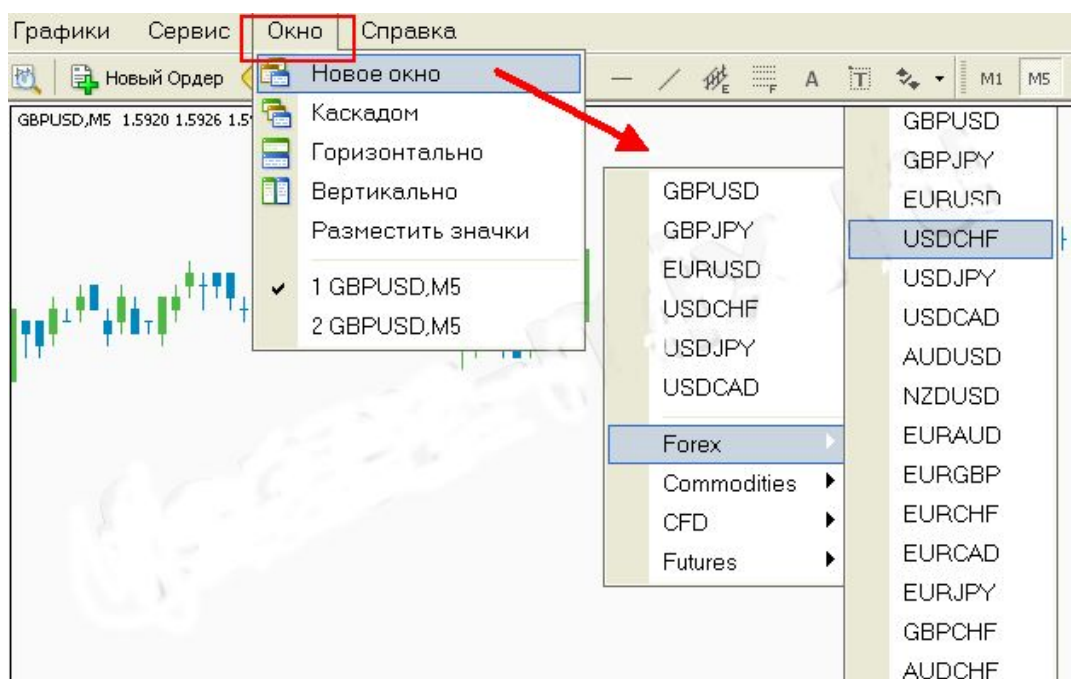 Графики Сервис Окно Справка
Новый Ордер
A T M1 M5
GBPUSD,M5 1.5920 1.5926
Новое окно
Каскадом
Горизонтально
Вертикально
Разместить значки
1 GBPUSD,M5
2 GBPUSD,M5
GBPUSD
GBPJPY
EURUSD
USDCHF
USDJPY
USDCAD
Forex
Commodities
CFD
Futures
GBPUSD
GBPJPY
EURUSD
USDCHF
USDJPY
USDCAD
AUDUSD
NZDUSD
EURAUD
EURGBP
EURCHF
EURCAD
EURJPY
GBPCHF
AUDCHF